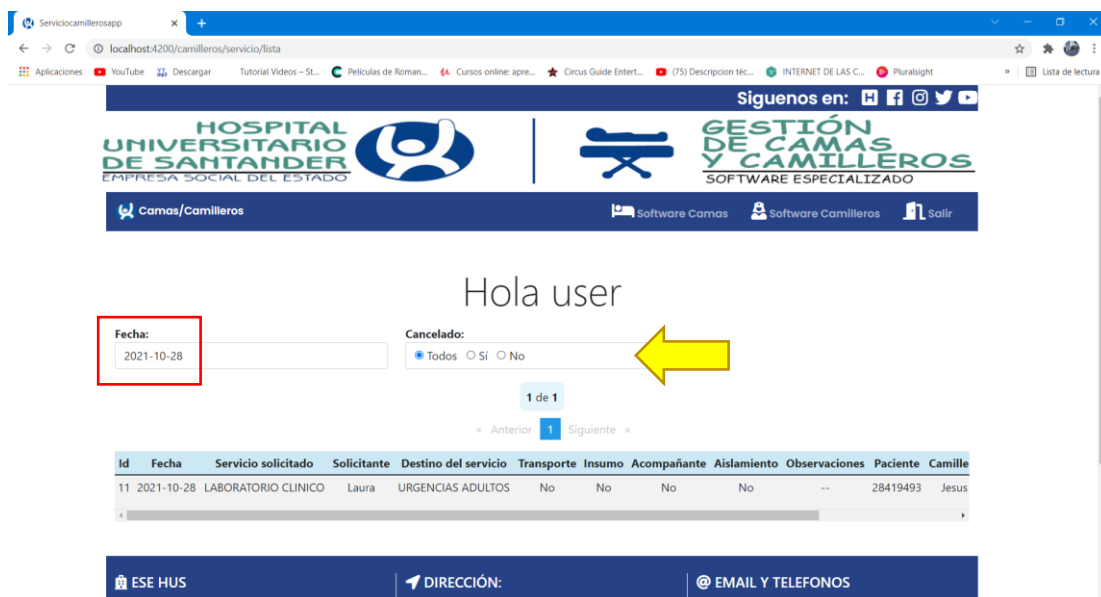 Serviciocamillerosapp
localhost:4200/camilleros/servicio/lista
Aplicaciones YouTube Descargar Tutorial Videos – St... Películas de Roman... Cursos online: apre... Circus Guide Entert... (75) Descripcion téc... INTERNET DE LAS C... Pluralsight » Lista de lectura
Siguenos en:
HOSPITAL
UNIVERSITARIO
DE SANTANDER
EMPRESA SOCIAL DEL ESTADO
GESTIÓN
DE CAMAS
Y CAMILLEROS
SOFTWARE ESPECIALIZADO
Camas/Camilleros Software Camas Software Camilleros Salir
Hola user
Fecha: Cancelado:
2021-10-28 Todos Sí No
1 de 1
« Anterior 1 Siguiente »
Id Fecha Servicio solicitado Solicitante Destino del servicio Transporte Insumo Acompañante Aislamiento Observaciones Paciente Camille
11 2021-10-28 LABORATORIO CLINICO Laura URGENCIAS ADULTOS No No No No -- 28419493 Jesus
ESE HUS DIRECCIÓN: @ EMAIL Y TELEFONOS